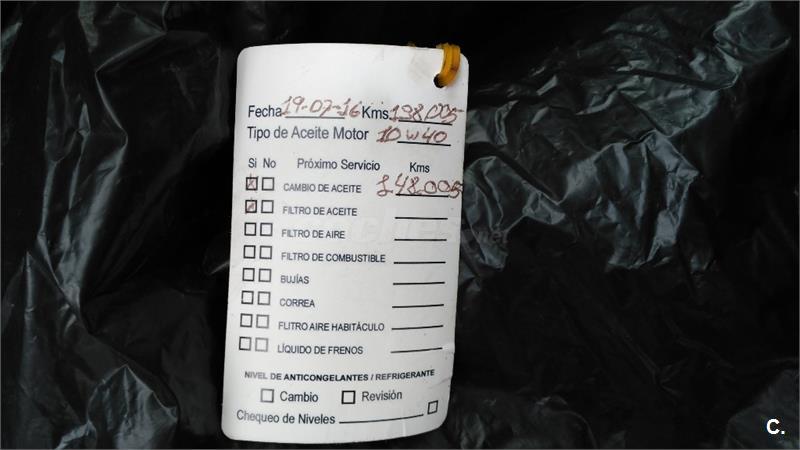 Fecha 19-07-16 Kms. 138,005
Tipo de Aceite Motor 10w40
Si No Próximo Servicio Kms
CAMBIO DE ACEITE 148,005
FILTRO DE ACEITE
FILTRO DE AIRE
FILTRO DE COMBUSTIBLE
BUJÍAS
CORREA
FLITRO AIRE HABITÁCULO
LÍQUIDO DE FRENOS
NIVEL DE ANTICONGELANTES / REFRIGERANTE
Cambio Revisión
Chequeo de Niveles
C.